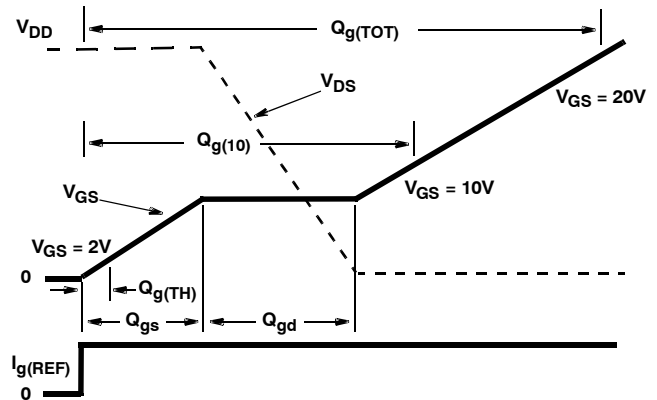 V_DD
Q_g(TOT)
V_DS
V_GS = 20V
Q_g(10)
V_GS
V_GS = 10V
V_GS = 2V
0
Q_g(TH)
Q_gs
Q_gd
I_g(REF)
0